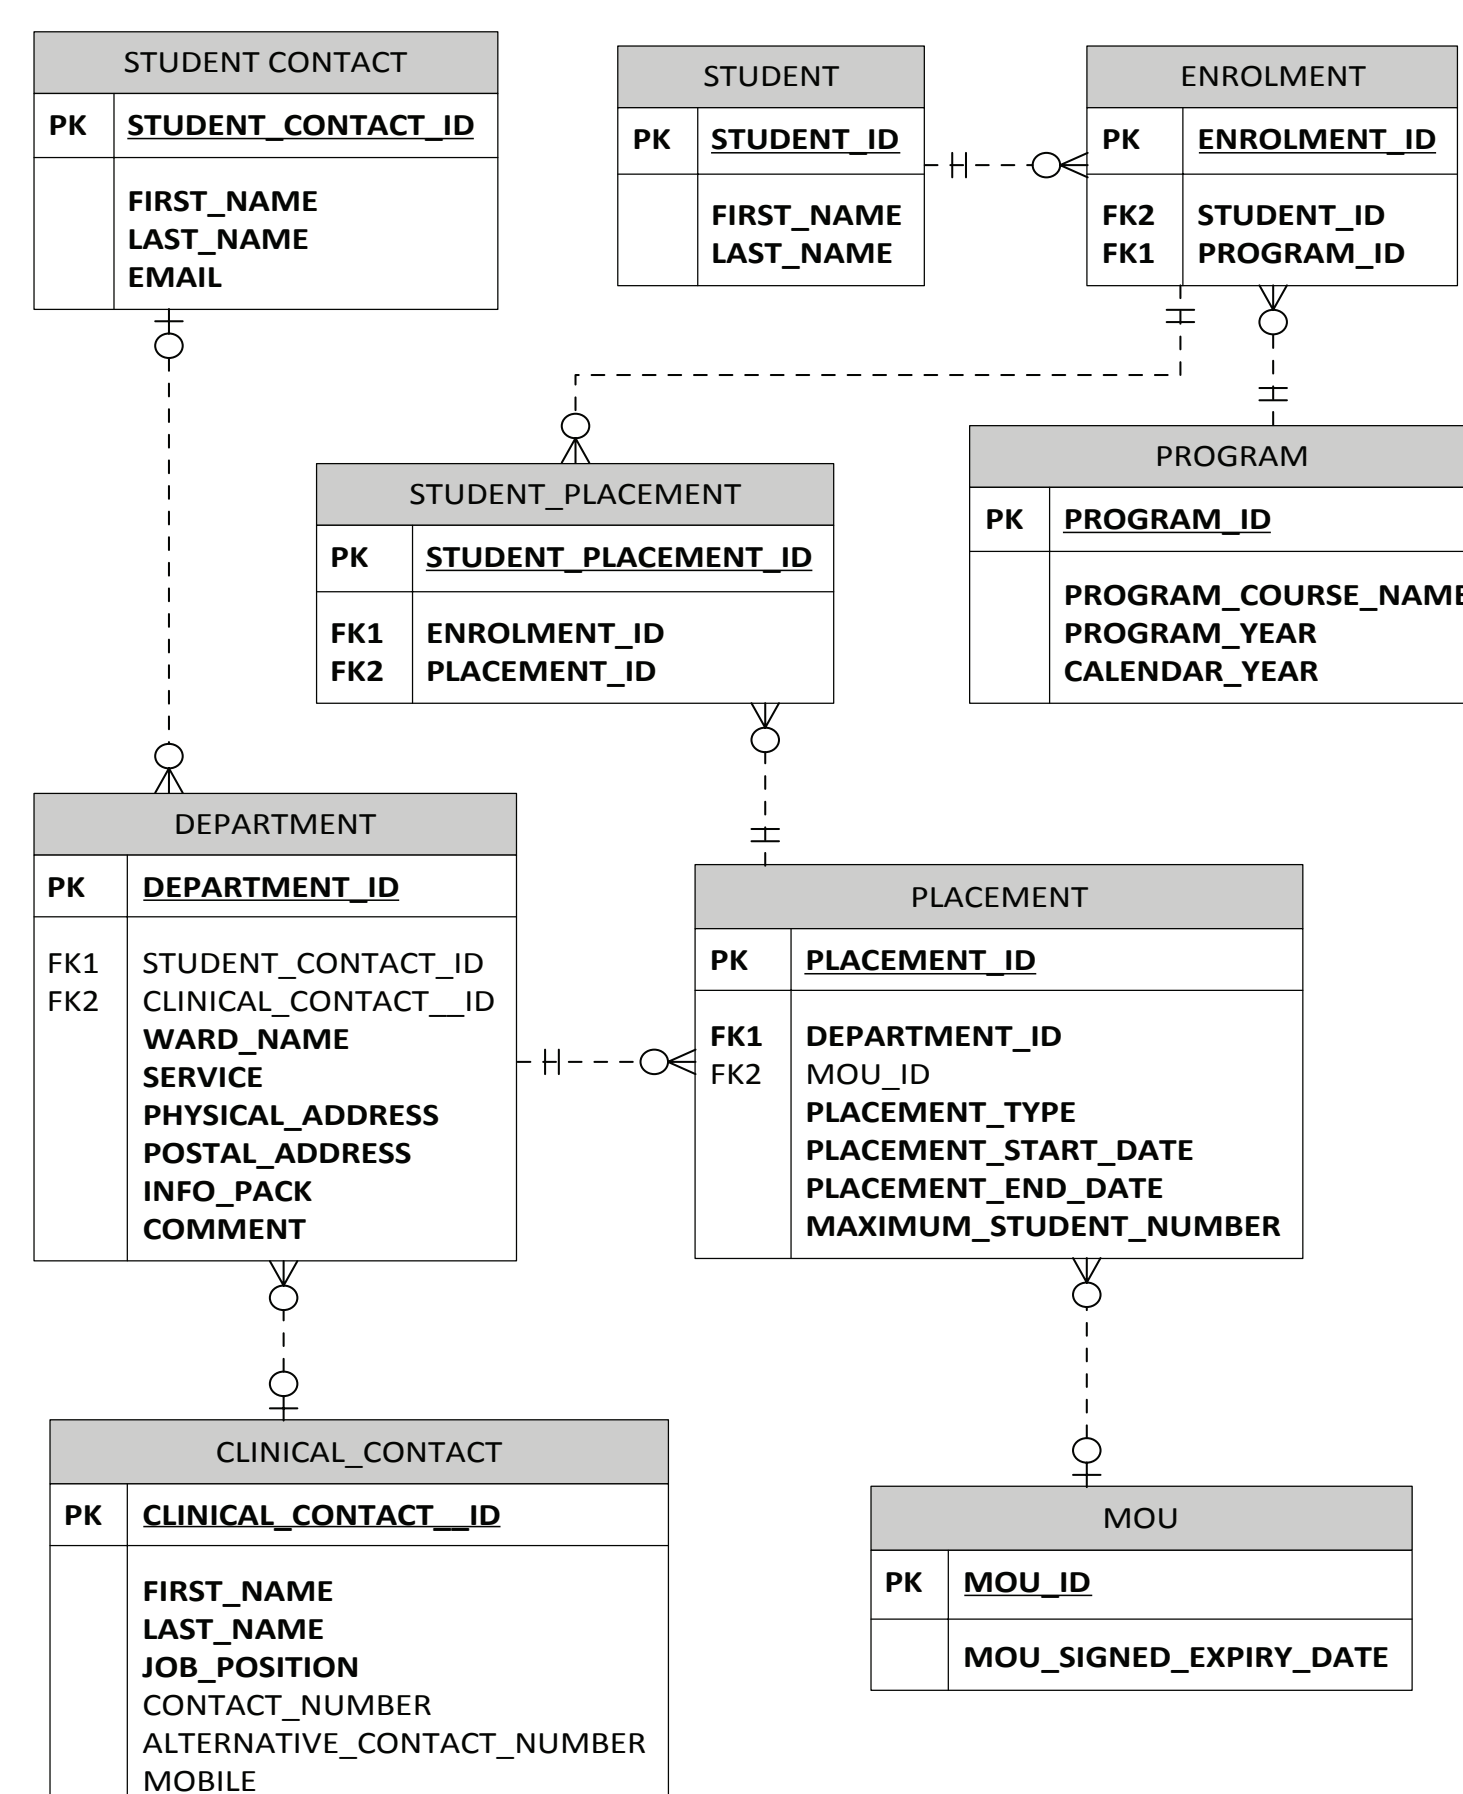 STUDENT CONTACT
PK STUDENT_CONTACT_ID
FIRST_NAME
LAST_NAME
EMAIL
STUDENT
PK STUDENT_ID
FIRST_NAME
LAST_NAME
ENROLMENT
PK ENROLMENT_ID
FK2 STUDENT_ID
FK1 PROGRAM_ID
STUDENT_PLACEMENT
PK STUDENT_PLACEMENT_ID
FK1 ENROLMENT_ID
FK2 PLACEMENT_ID
PROGRAM
PK PROGRAM_ID
PROGRAM_COURSE_NAME
PROGRAM_YEAR
CALENDAR_YEAR
DEPARTMENT
PK DEPARTMENT_ID
FK1 STUDENT_CONTACT_ID
FK2 CLINICAL_CONTACT__ID
WARD_NAME
SERVICE
PHYSICAL_ADDRESS
POSTAL_ADDRESS
INFO_PACK
COMMENT
PLACEMENT
PK PLACEMENT_ID
FK1 DEPARTMENT_ID
FK2 MOU_ID
PLACEMENT_TYPE
PLACEMENT_START_DATE
PLACEMENT_END_DATE
MAXIMUM_STUDENT_NUMBER
CLINICAL_CONTACT
PK CLINICAL_CONTACT__ID
FIRST_NAME
LAST_NAME
JOB_POSITION
CONTACT_NUMBER
ALTERNATIVE_CONTACT_NUMBER
MOBILE
MOU
PK MOU_ID
MOU_SIGNED_EXPIRY_DATE